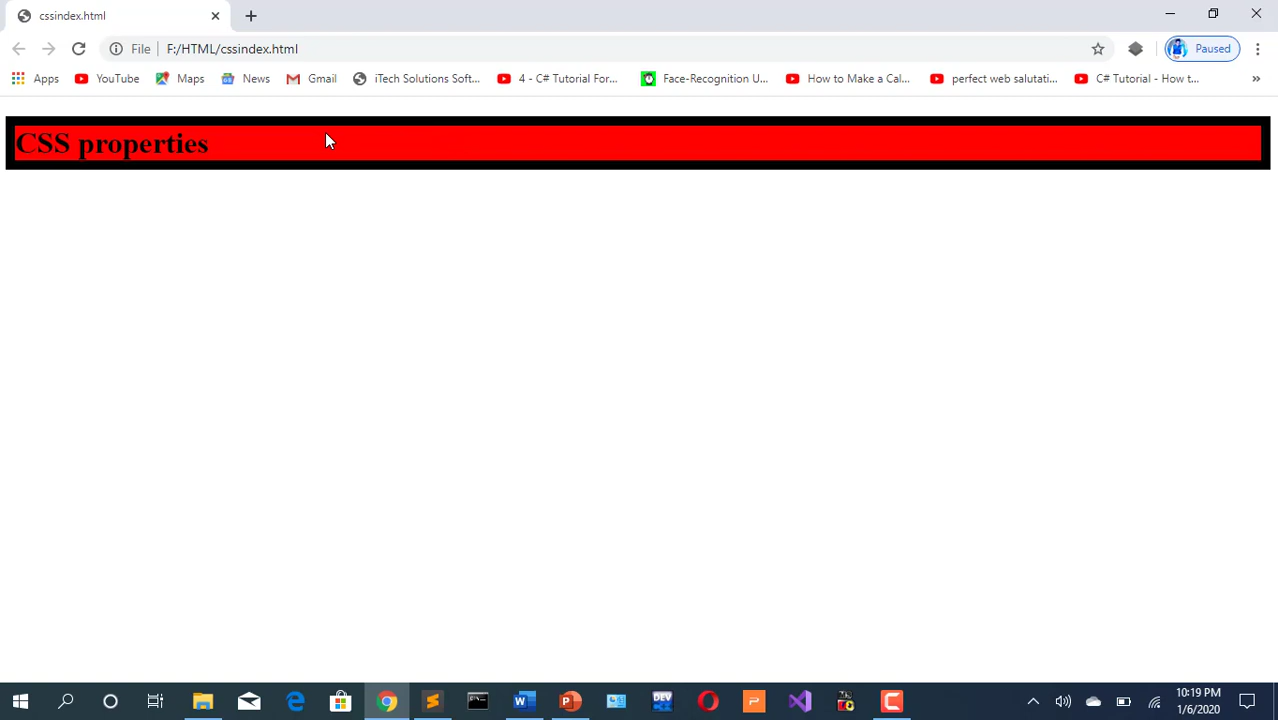 cssindex.html
File
F:/HTML/cssindex.html
Paused
Apps
YouTube
Maps
News
Gmail
iTech Solutions Soft...
4 - C# Tutorial For...
Face-Recognition U...
How to Make a Cal...
perfect web salutati...
C# Tutorial - How t...
»
CSS properties
DEV
10:19 PM
1/6/2020